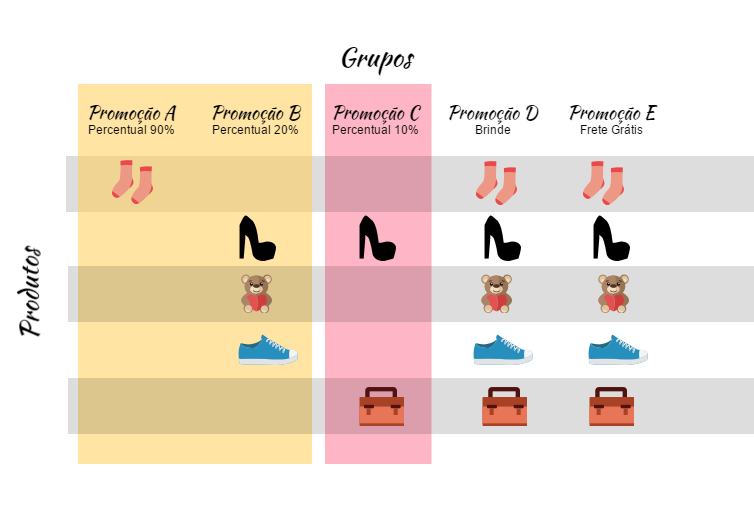 Grupos
Promoção A
Percentual 90%
Promoção B
Percentual 20%
Promoção C
Percentual 10%
Promoção D
Brinde
Promoção E
Frete Grátis
Produtos